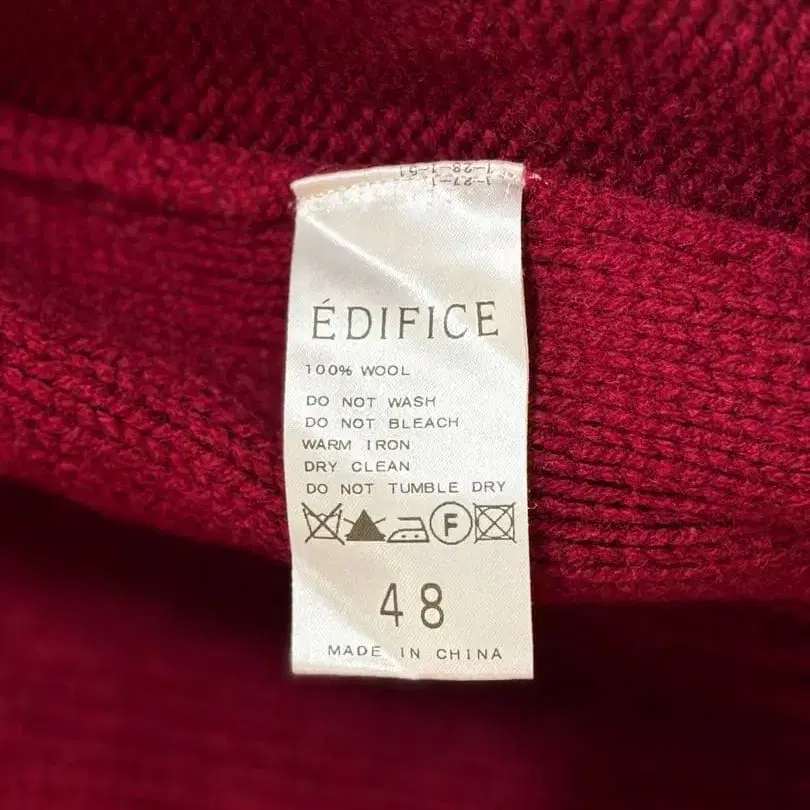 ÉDIFICE
100% WOOL
DO NOT WASH
DO NOT BLEACH
WARM IRON
DRY CLEAN
DO NOT TUMBLE DRY
F
48
MADE IN CHINA